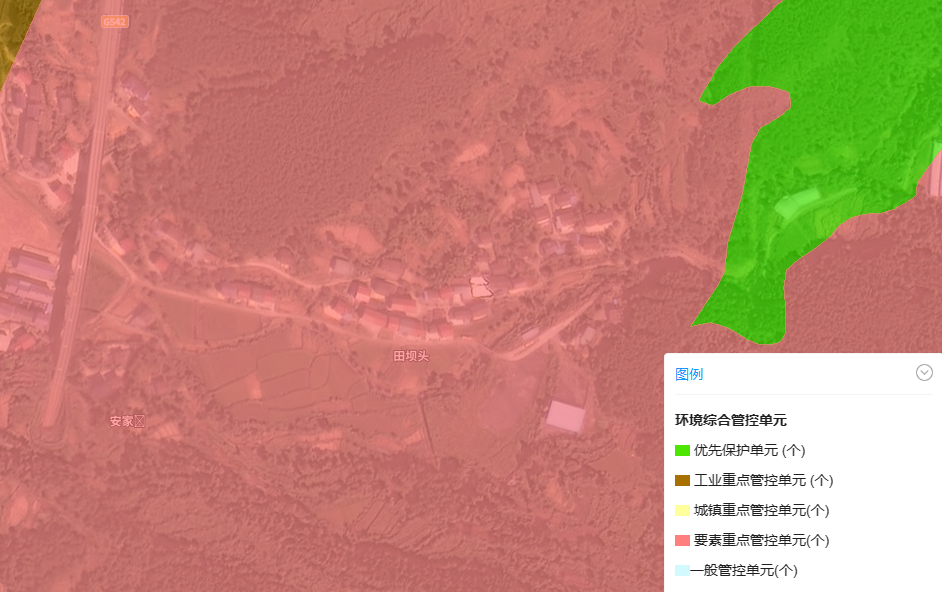 G542
田坝头
安家
图例
环境综合管控单元
优先保护单元 (个)
工业重点管控单元 (个)
城镇重点管控单元(个)
要素重点管控单元(个)
一般管控单元(个)